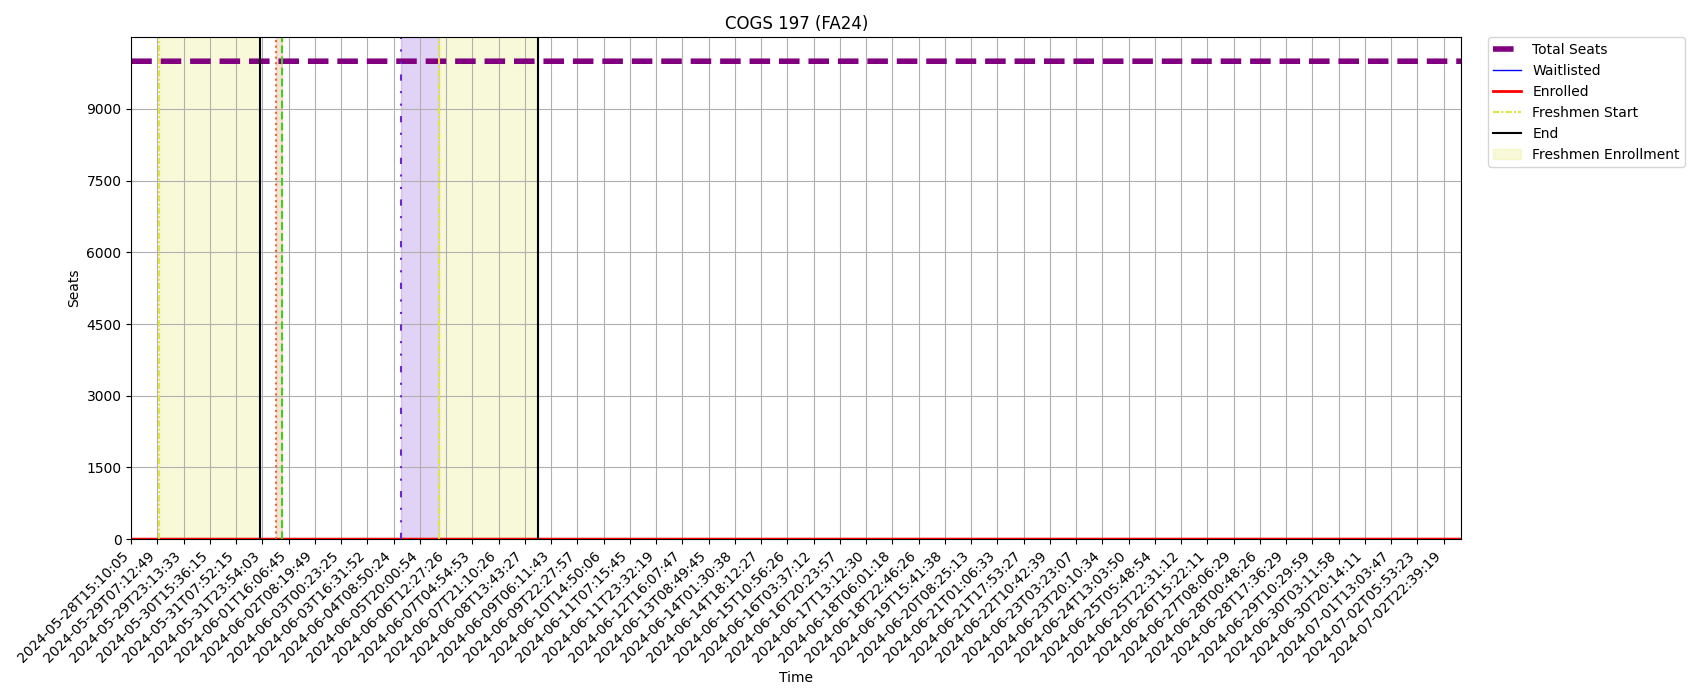 COGS 197 (FA24)
Total Seats
Waitlisted
Enrolled
Freshmen Start
End
Freshmen Enrollment
Seats
9000
7500
6000
4500
3000
1500
0
2024-05-28T15:10:05
2024-05-29T07:12:49
2024-05-29T23:13:33
2024-05-30T15:36:15
2024-05-31T07:52:15
2024-05-31T23:54:03
2024-06-01T16:06:45
2024-06-02T08:19:49
2024-06-03T00:23:25
2024-06-03T16:31:52
2024-06-04T08:50:24
2024-06-05T20:00:54
2024-06-06T12:27:26
2024-06-07T04:54:53
2024-06-07T21:10:26
2024-06-08T13:43:27
2024-06-09T06:11:43
2024-06-09T22:27:57
2024-06-10T14:50:06
2024-06-11T07:15:45
2024-06-11T23:32:19
2024-06-12T16:07:47
2024-06-13T08:49:45
2024-06-14T01:30:38
2024-06-14T18:12:27
2024-06-15T10:56:26
2024-06-16T03:37:12
2024-06-16T20:23:57
2024-06-17T13:12:30
2024-06-18T06:01:18
2024-06-18T22:46:26
2024-06-19T15:41:38
2024-06-20T08:25:13
2024-06-21T01:06:33
2024-06-21T17:53:27
2024-06-22T10:42:39
2024-06-23T03:23:07
2024-06-23T20:10:34
2024-06-24T13:03:50
2024-06-25T05:48:54
2024-06-25T22:31:12
2024-06-26T15:22:11
2024-06-27T08:06:29
2024-06-28T00:48:26
2024-06-28T17:36:29
2024-06-29T10:29:59
2024-06-30T03:11:58
2024-06-30T20:14:11
2024-07-01T13:03:47
2024-07-02T05:53:23
2024-07-02T22:39:19
Time